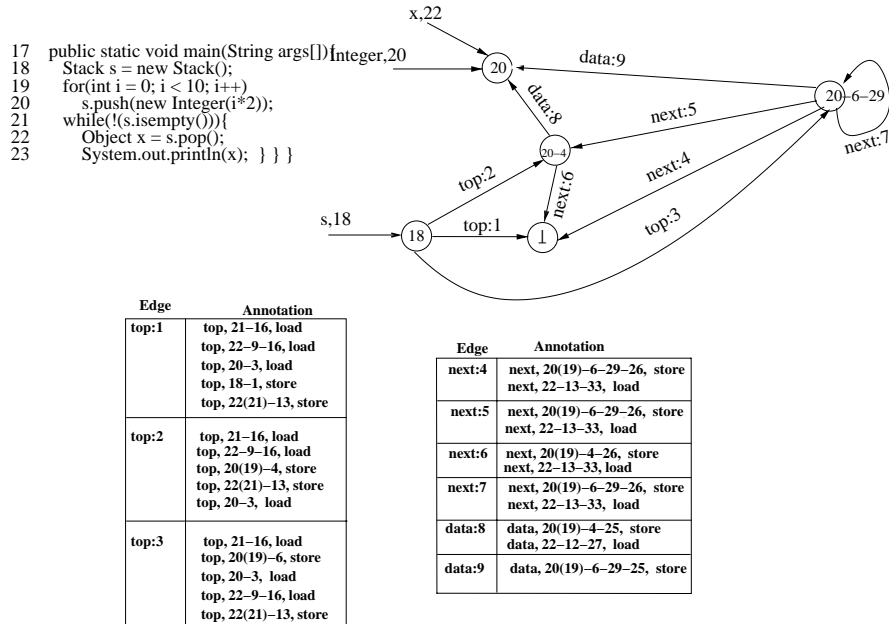 17 public static void main(String args[]){
18 Stack s = new Stack();
19 for(int i = 0; i < 10; i++)
20 s.push(new Integer(i*2));
21 while(!(s.isempty())){
22 Object x = s.pop();
23 System.out.println(x); } } }
x,22
Integer,20
20
data:9
20-6-29
next:7
data:8
next:5
20-4
next:4
top:2
next:6
top:3
s,18
18
top:1
⊥
Edge Annotation
top:1 top, 21-16, load
top, 22-9-16, load
top, 20-3, load
top, 18-1, store
top, 22(21)-13, store
top:2 top, 21-16, load
top, 22-9-16, load
top, 20(19)-4, store
top, 22(21)-13, store
top, 20-3, load
top:3 top, 21-16, load
top, 20(19)-6, store
top, 20-3, load
top, 22-9-16, load
top, 22(21)-13, store
Edge Annotation
next:4 next, 20(19)-6-29-26, store
next, 22-13-33, load
next:5 next, 20(19)-6-29-26, store
next, 22-13-33, load
next:6 next, 20(19)-4-26, store
next, 22-13-33, load
next:7 next, 20(19)-6-29-26, store
next, 22-13-33, load
data:8 data, 20(19)-4-25, store
data, 22-12-27, load
data:9 data, 20(19)-6-29-25, store